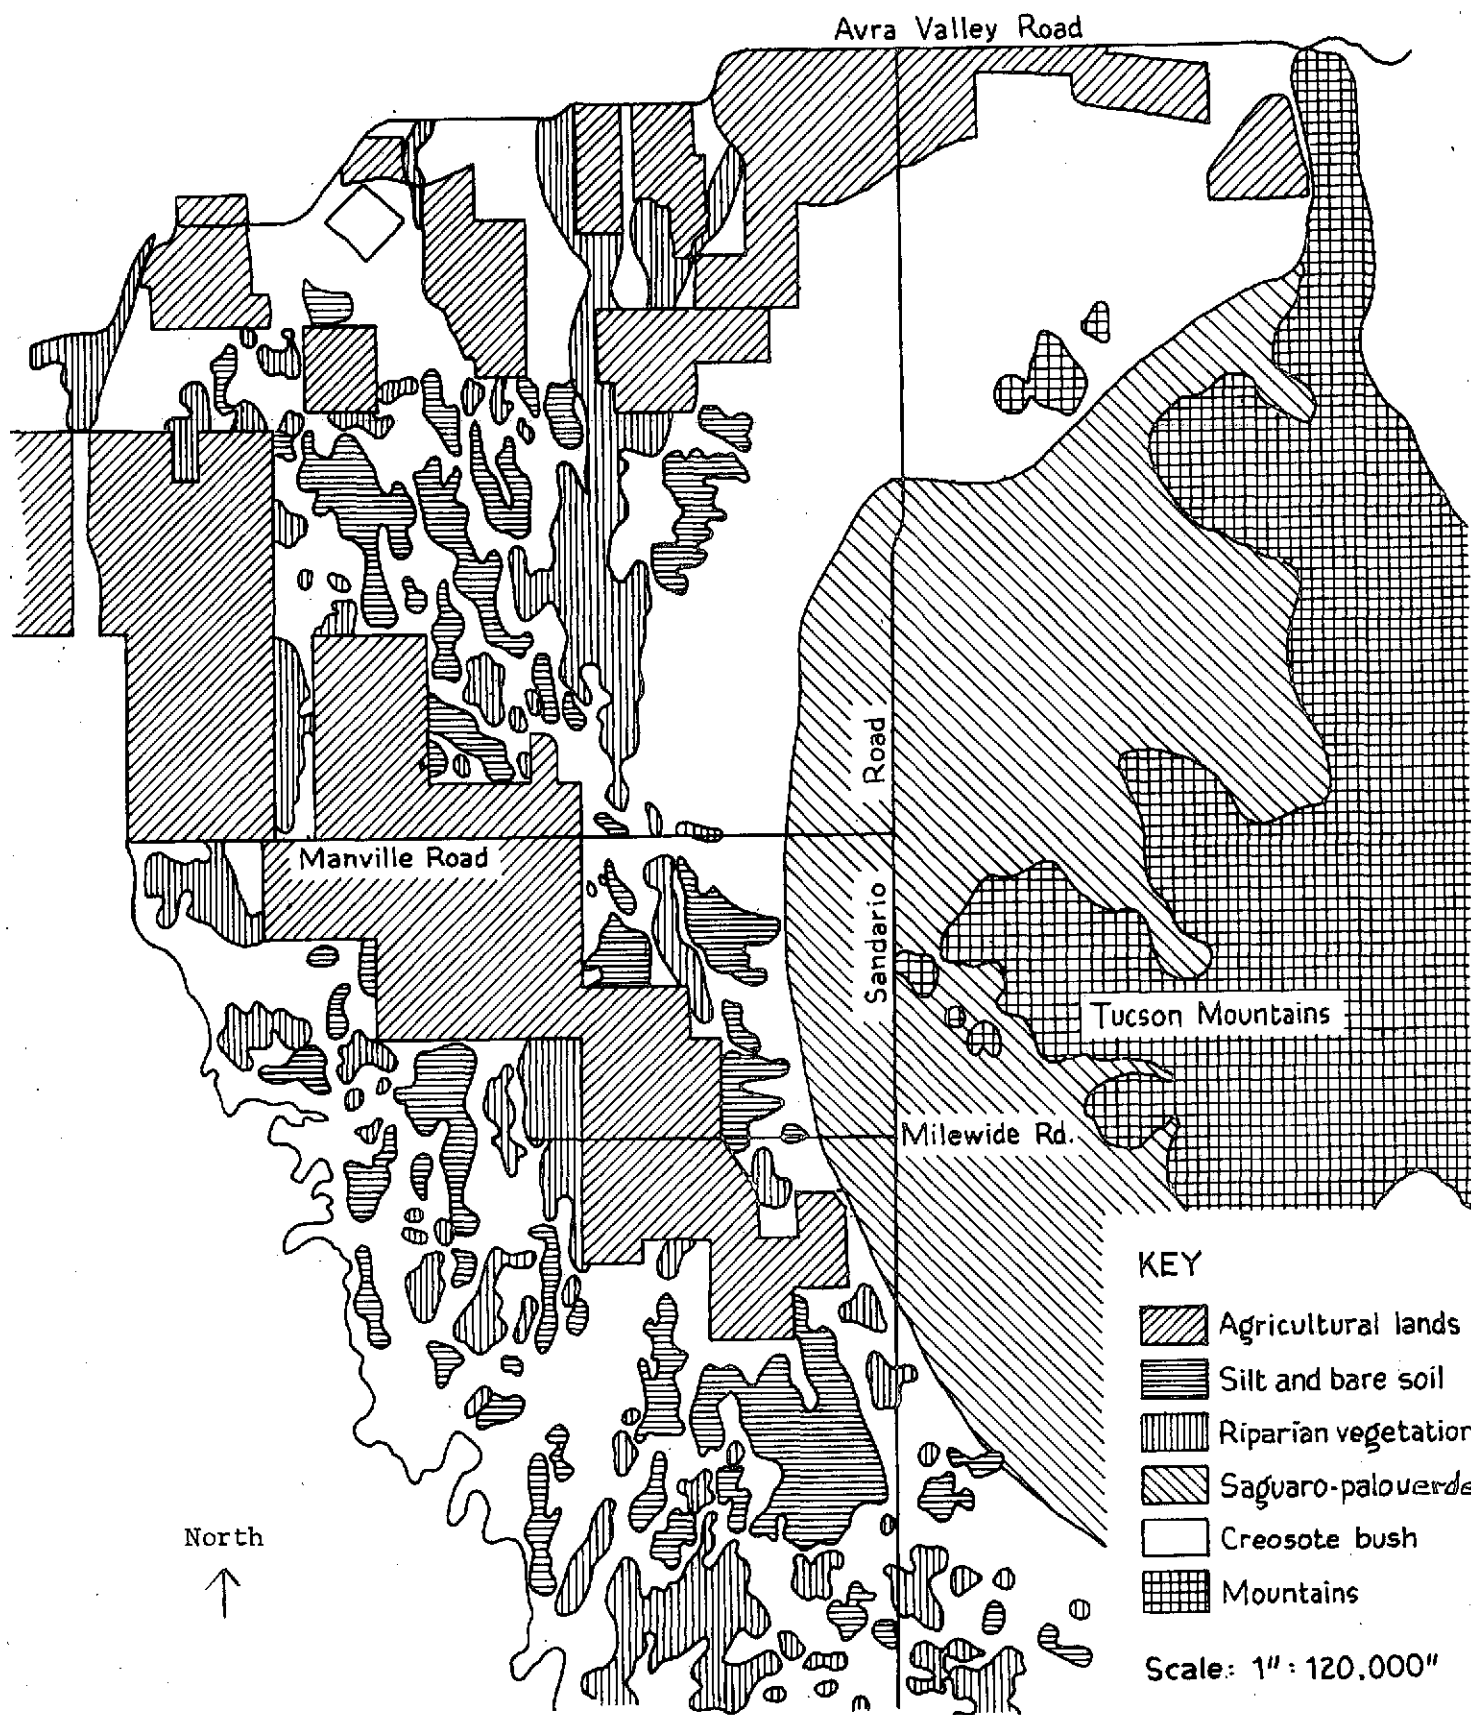 Avra Valley Road
Road
Manville Road
Sandario
Tucson Mountains
Milewide Rd.
KEY
Agricultural lands
Silt and bare soil
Riparian vegetation
Saguaro-paloverde
Creosote bush
Mountains
North
Scale: 1" : 120.000"